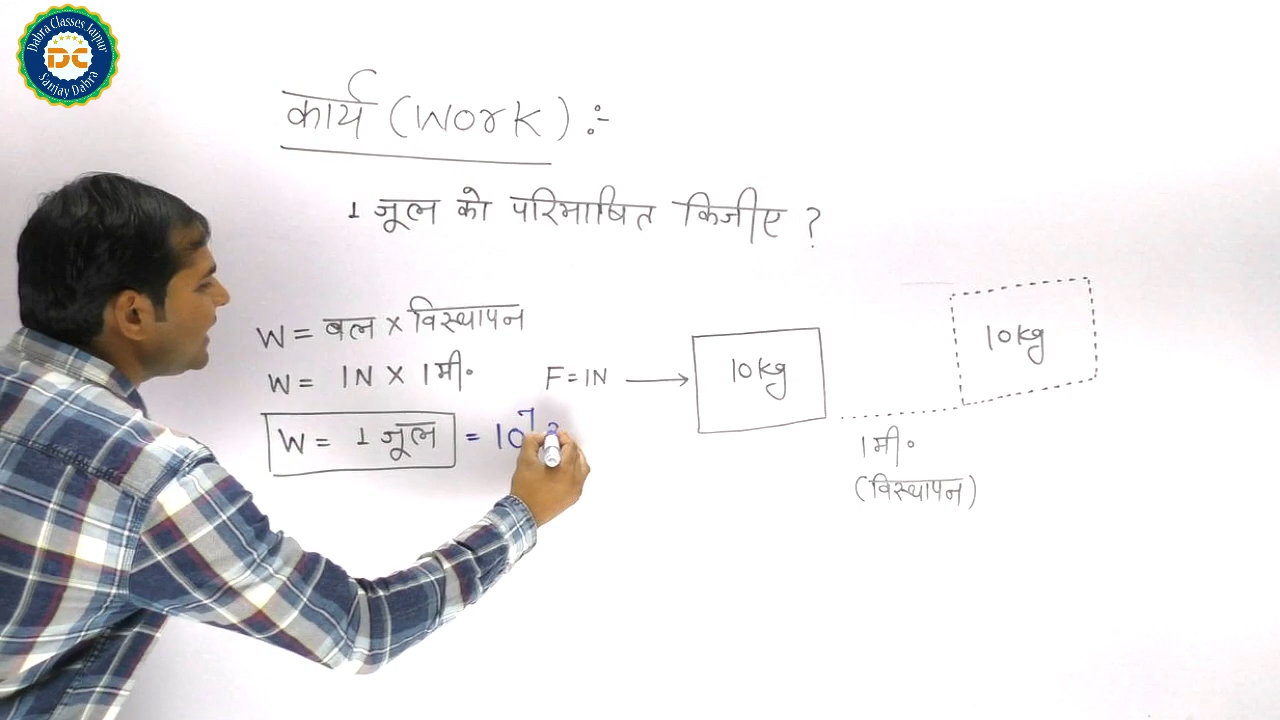 Dabra Classes Jaipur
DC
Sanjay Dabra
कार्य (Work) :-
1 जूल को परिभाषित किजीए ?
W = बल x विस्थापन
W = 1N x 1मी.
F = 1N
10kg
10kg
W = 1 जूल = 10⁷
1मी.
(विस्थापन)